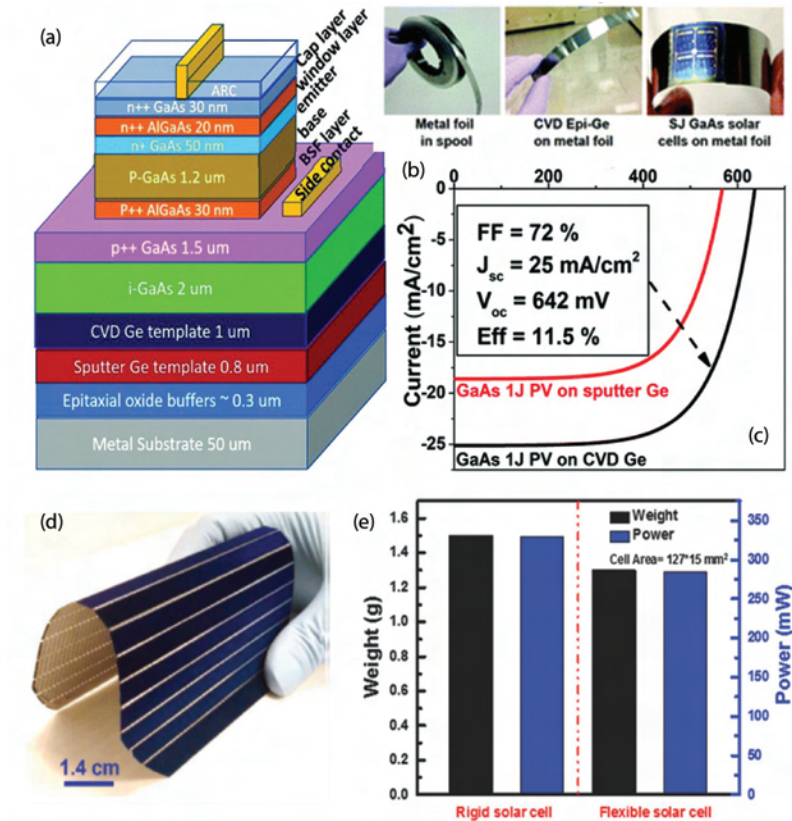 (a)
Cap layer
window layer
emitter
base
BSF layer
Side contact
ARC
n++ GaAs 30 nm
n++ AlGaAs 20 nm
n+ GaAs 50 nm
P-GaAs 1.2 um
P++ AlGaAs 30 nm
p++ GaAs 1.5 um
i-GaAs 2 um
CVD Ge template 1 um
Sputter Ge template 0.8 um
Epitaxial oxide buffers ~ 0.3 um
Metal Substrate 50 um
Metal foil
in spool
CVD Epi-Ge
on metal foil
SJ GaAs solar
cells on metal foil
(b)
0 200 400 600
0
-5
-10
-15
-20
-25
Current (mA/cm²)
FF = 72 %
Jsc = 25 mA/cm²
Voc = 642 mV
Eff = 11.5 %
GaAs 1J PV on sputter Ge
GaAs 1J PV on CVD Ge
(c)
(d)
1.4 cm
(e)
Weight
Power
Cell Area= 127*15 mm²
1.6
1.4
1.2
1.0
0.8
0.6
0.4
0.2
0.0
Weight (g)
350
300
250
200
150
100
50
0
Power (mW)
Rigid solar cell
Flexible solar cell